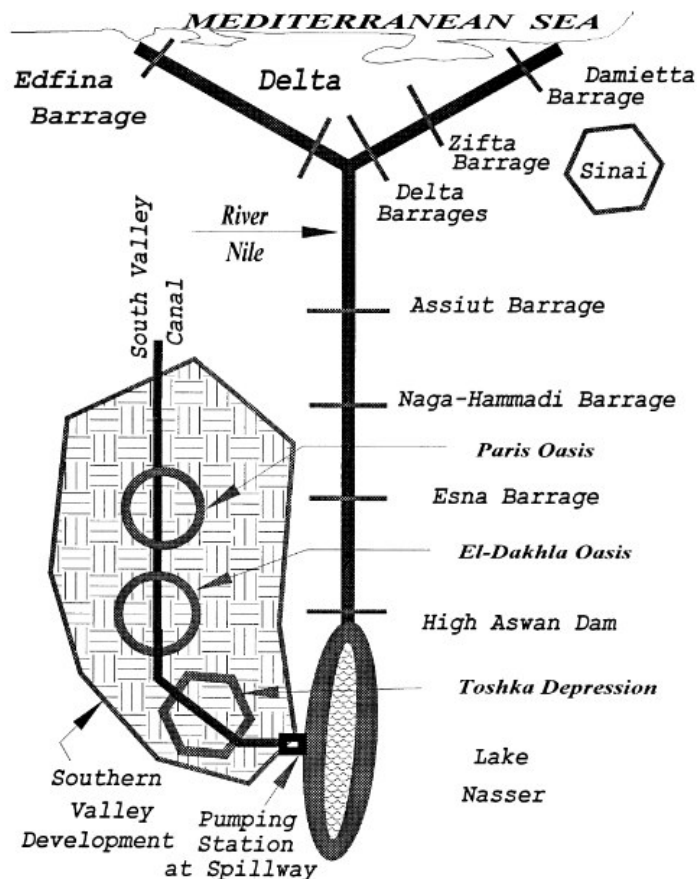 MEDITERRANEAN SEA
Edfina
Barrage
Delta
Damietta
Barrage
Zifta
Barrage
Sinai
Delta
Barrages
River
Nile
South Valley
Canal
Assiut Barrage
Naga-Hammadi Barrage
Paris Oasis
Esna Barrage
El-Dakhla Oasis
High Aswan Dam
Toshka Depression
Lake
Nasser
Southern
Valley
Development
Pumping
Station
at Spillway